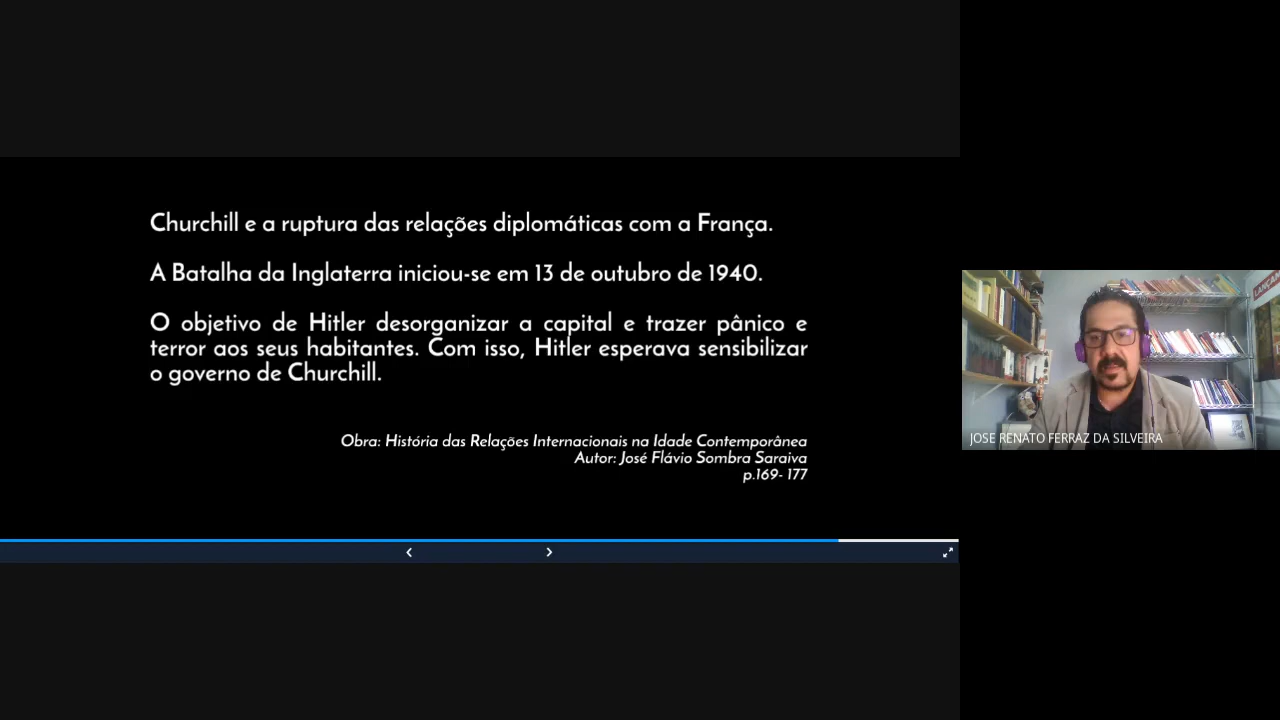 Churchill e a ruptura das relações diplomáticas com a França.
A Batalha da Inglaterra iniciou-se em 13 de outubro de 1940.
O objetivo de Hitler desorganizar a capital e trazer pânico e
terror aos seus habitantes. Com isso, Hitler esperava sensibilizar
o governo de Churchill.
Obra: História das Relações Internacionais na Idade Contemporânea
Autor: José Flávio Sombra Saraiva
p.169- 177
JOSE RENATO FERRAZ DA SILVEIRA